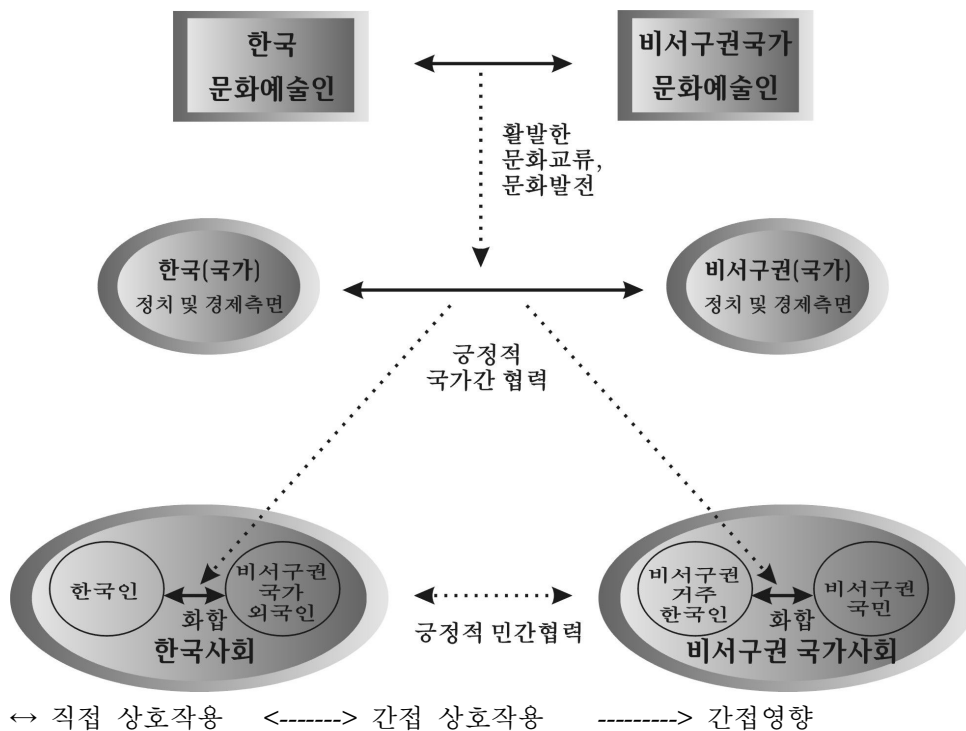 한국
문화예술인
비서구권국가
문화예술인
활발한
문화교류,
문화발전
한국(국가)
정치 및 경제측면
비서구권(국가)
정치 및 경제측면
긍정적
국가간 협력
한국인
비서구권
국가
외국인
화합
한국사회
긍정적 민간협력
비서구권
거주
한국인
비서구권
국민
화합
비서구권 국가사회
↔ 직접 상호작용 <-------> 간접 상호작용 ---------> 간접영향